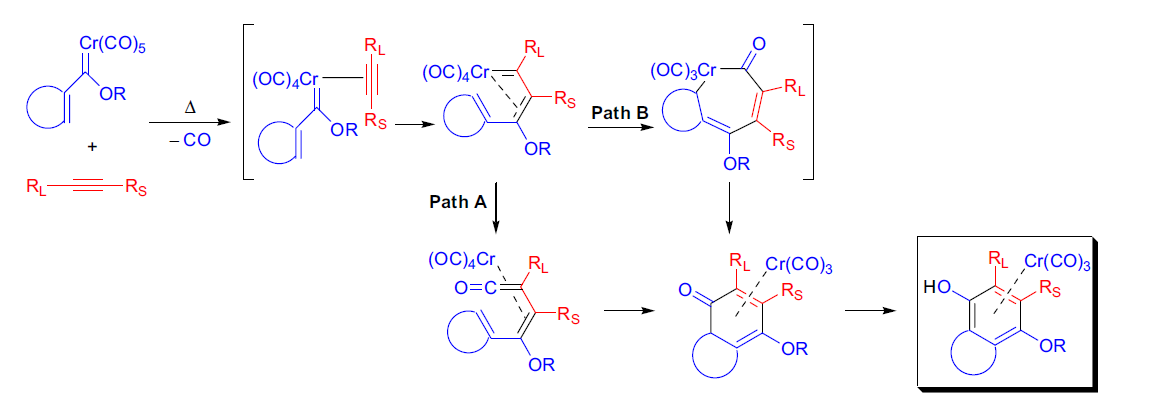 Cr(CO)5
OR
+
RL
RS
Δ
– CO
(OC)4Cr
RL
RS
OR
(OC)4Cr
RL
RS
OR
Path B
(OC)3Cr
O
RL
RS
OR
Path A
(OC)4Cr
RL
O=C
RS
OR
RL
Cr(CO)3
O
RS
OR
RL
Cr(CO)3
HO
RS
OR